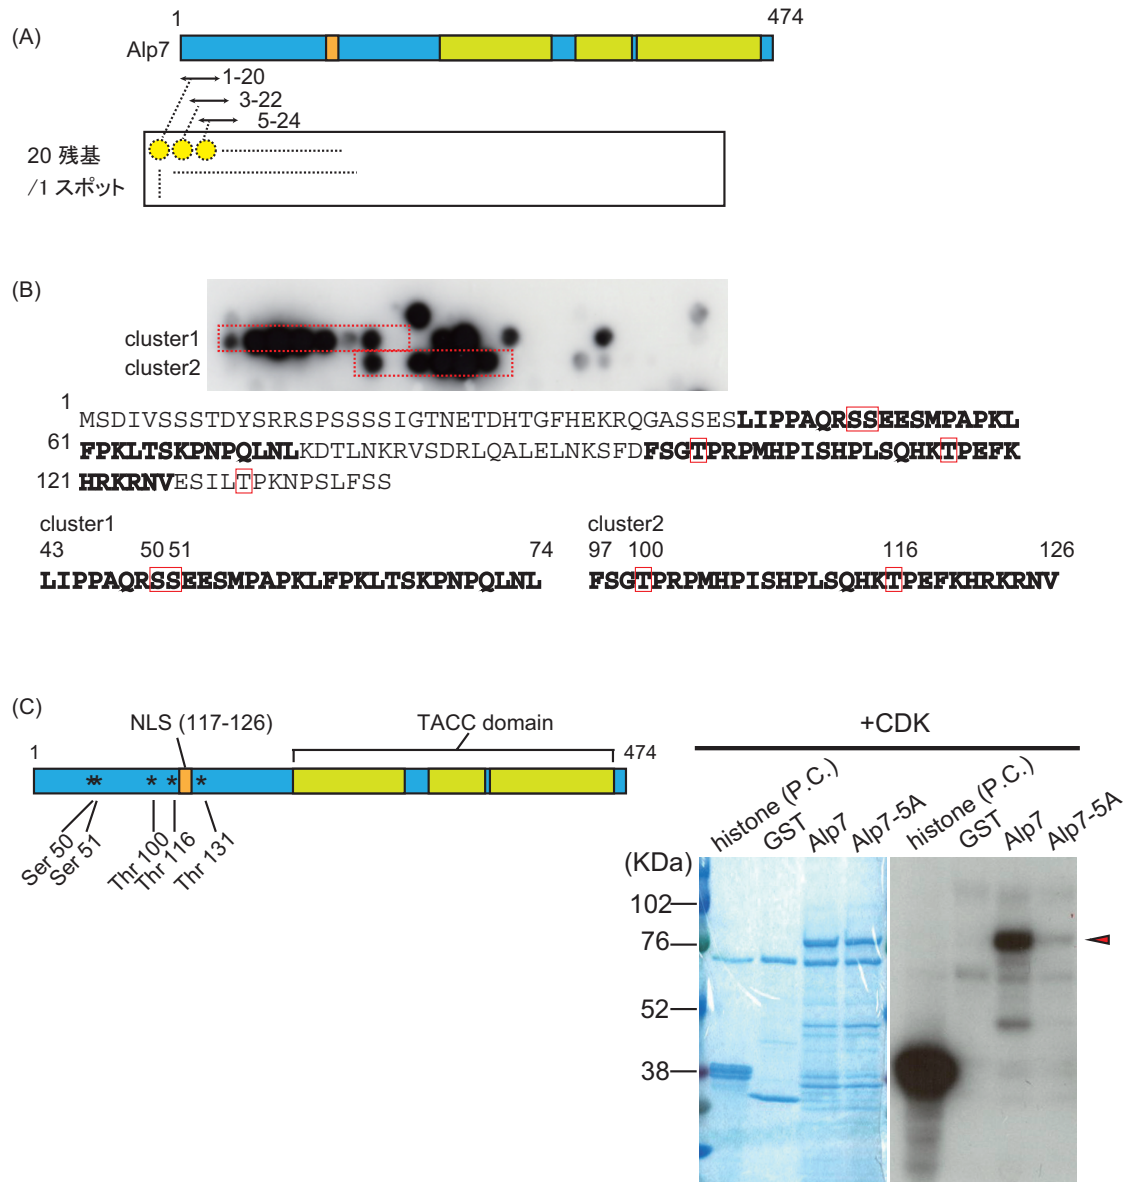 (A)
1 474
Alp7
1-20
3-22
5-24
20 残基
/1 スポット
(B)
cluster1
cluster2
1
MSDIVSSSTDYSRRSPSSSSIGTNETDHTGFHEKRQGASSESLIPPAQRSSEESMPAPKL
61 FPKLTSKPNPQLNLKDTLNKRVSDRLQALELNKSFDFSGTPRPMHPISHPLSQHKTPEFK
121 HRKRNVESILTPKNPSLFSS
cluster1
43 50 51 74
LIPPAQRSSEESMPAPKLFPKLTSKPNPQLNL
cluster2
97 100 116 126
FSGTPRPMHPISHPLSQHKTPEFKHRKRNV
(C)
NLS (117-126) TACC domain
1 474
* * * * *
Ser 50
Ser 51
Thr 100
Thr 116
Thr 131
+CDK
histone (P.C.) GST Alp7 Alp7-5A histone (P.C.) GST Alp7 Alp7-5A
(KDa)
102
76
52
38